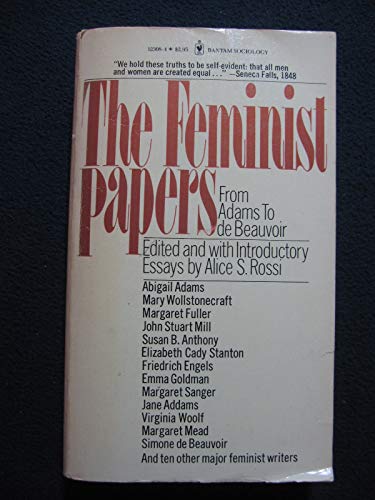 12508-4 ★ $2.95 BANTAM SOCIOLOGY
"We hold these truths to be self-evident: that all men
and women are created equal ..." —Seneca Falls, 1848
The Feminist
papers
From
Adams To
de Beauvoir
Edited and with Introductory
Essays by Alice S. Rossi
Abigail Adams
Mary Wollstonecraft
Margaret Fuller
John Stuart Mill
Susan B. Anthony
Elizabeth Cady Stanton
Friedrich Engels
Emma Goldman
Margaret Sanger
Jane Addams
Virginia Woolf
Margaret Mead
Simone de Beauvoir
And ten other major feminist writers